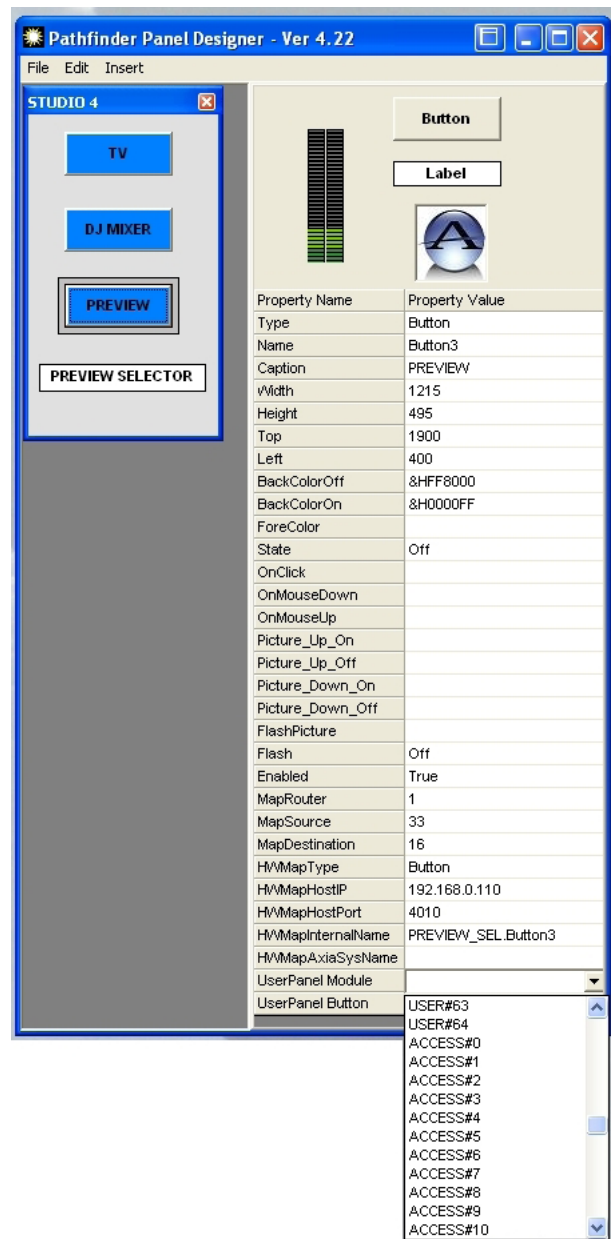 Pathfinder Panel Designer - Ver 4.22
File Edit Insert
STUDIO 4
TV
DJ MIXER
PREVIEW
PREVIEW SELECTOR
Button
Label
Property Name Property Value
Type Button
Name Button3
Caption PREVIEW
Width 1215
Height 495
Top 1900
Left 400
BackColorOff &HFF8000
BackColorOn &H0000FF
ForeColor
State Off
OnClick
OnMouseDown
OnMouseUp
Picture_Up_On
Picture_Up_Off
Picture_Down_On
Picture_Down_Off
FlashPicture
Flash Off
Enabled True
MapRouter 1
MapSource 33
MapDestination 16
HWMapType Button
HWMapHostIP 192.168.0.110
HWMapHostPort 4010
HWMapInternalName PREVIEW_SEL.Button3
HWMapAxiaSysName
UserPanel Module
UserPanel Button
USER#63
USER#64
ACCESS#0
ACCESS#1
ACCESS#2
ACCESS#3
ACCESS#4
ACCESS#5
ACCESS#6
ACCESS#7
ACCESS#8
ACCESS#9
ACCESS#10